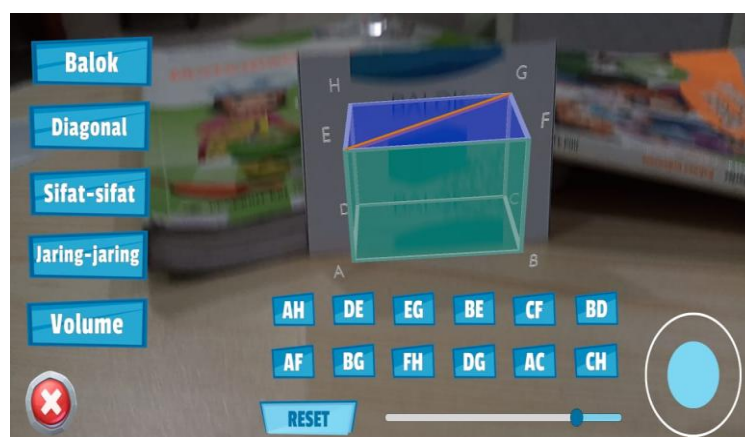 Balok
Diagonal
Sifat-sifat
Jaring-jaring
Volume
H
G
E
F
D
C
A
B
AH DE EG BE CF BD
AF BG FH DG AC CH
RESET